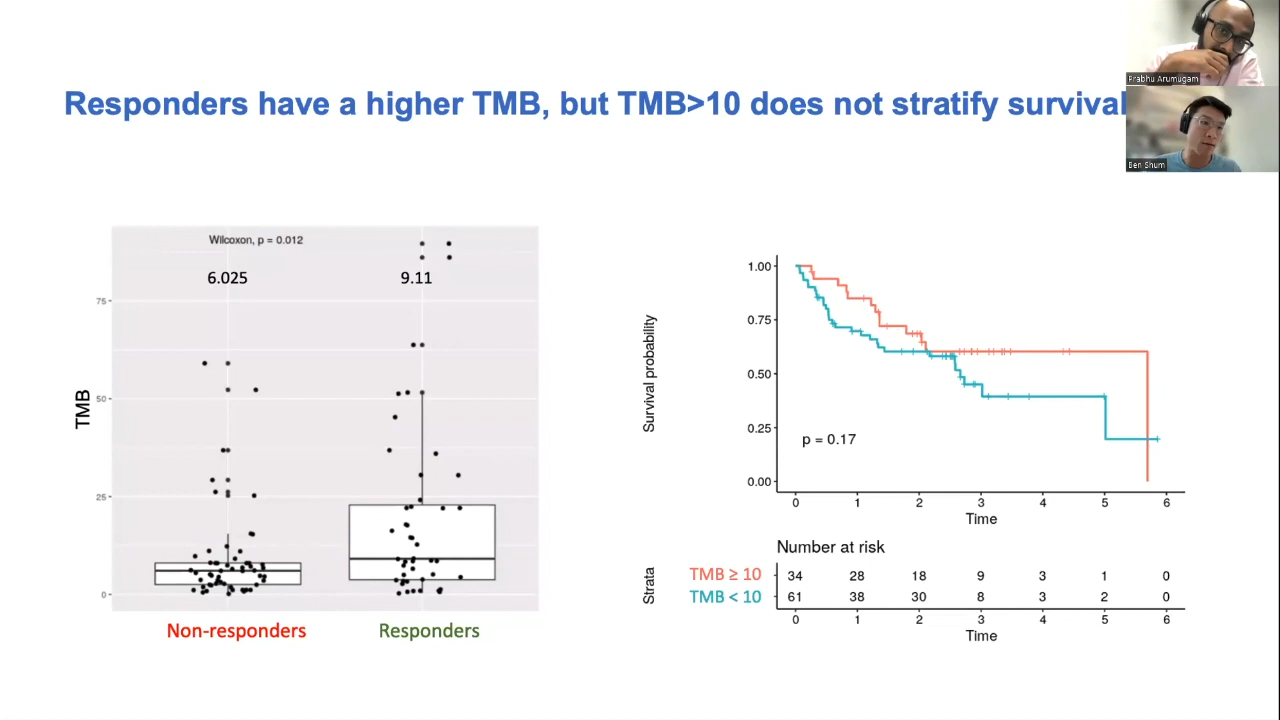 Responders have a higher TMB, but TMB>10 does not stratify survival
Prabhu Arumugam
Ben Shum
Wilcoxon, p = 0.012
6.025
9.11
TMB
75
50
25
0
Non-responders
Responders
Survival probability
1.00
0.75
0.50
0.25
0.00
p = 0.17
0 1 2 3 4 5 6
Time
Number at risk
Strata
TMB ≥ 10 34 28 18 9 3 1 0
TMB < 10 61 38 30 8 3 2 0
0 1 2 3 4 5 6
Time